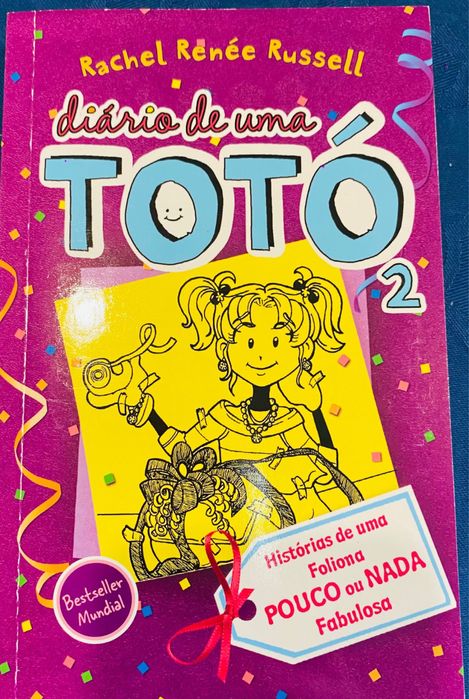 Rachel Renée Russell
diário de uma
TOTÓ
2
Histórias de uma
Foliona
POUCO ou NADA
Fabulosa
Bestseller
Mundial